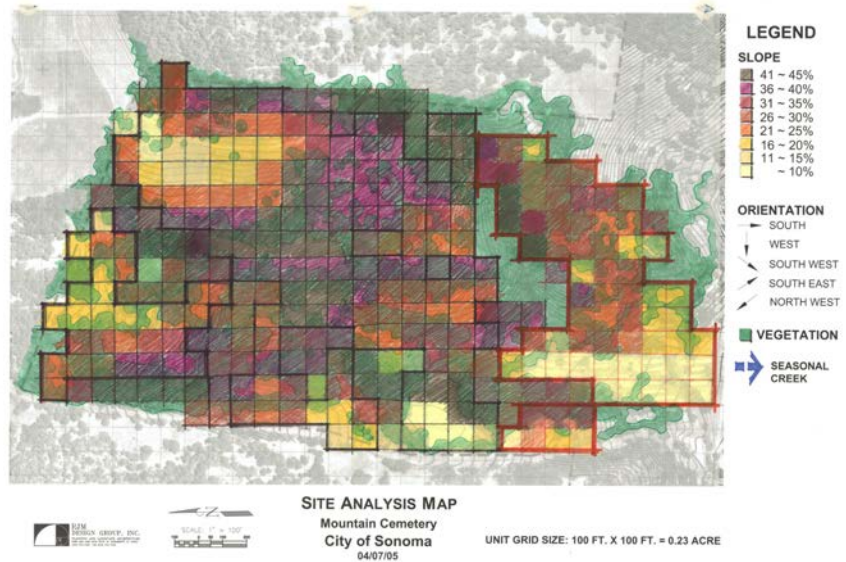 LEGEND
SLOPE
41 ~ 45%
36 ~ 40%
31 ~ 35%
26 ~ 30%
21 ~ 25%
16 ~ 20%
11 ~ 15%
~ 10%
ORIENTATION
SOUTH
WEST
SOUTH WEST
SOUTH EAST
NORTH WEST
VEGETATION
SEASONAL
CREEK
SITE ANALYSIS MAP
Mountain Cemetery
City of Sonoma
04/07/05
DESIGN GROUP, INC.
SCALE: 1" = 100'
UNIT GRID SIZE: 100 FT. X 100 FT. = 0.23 ACRE